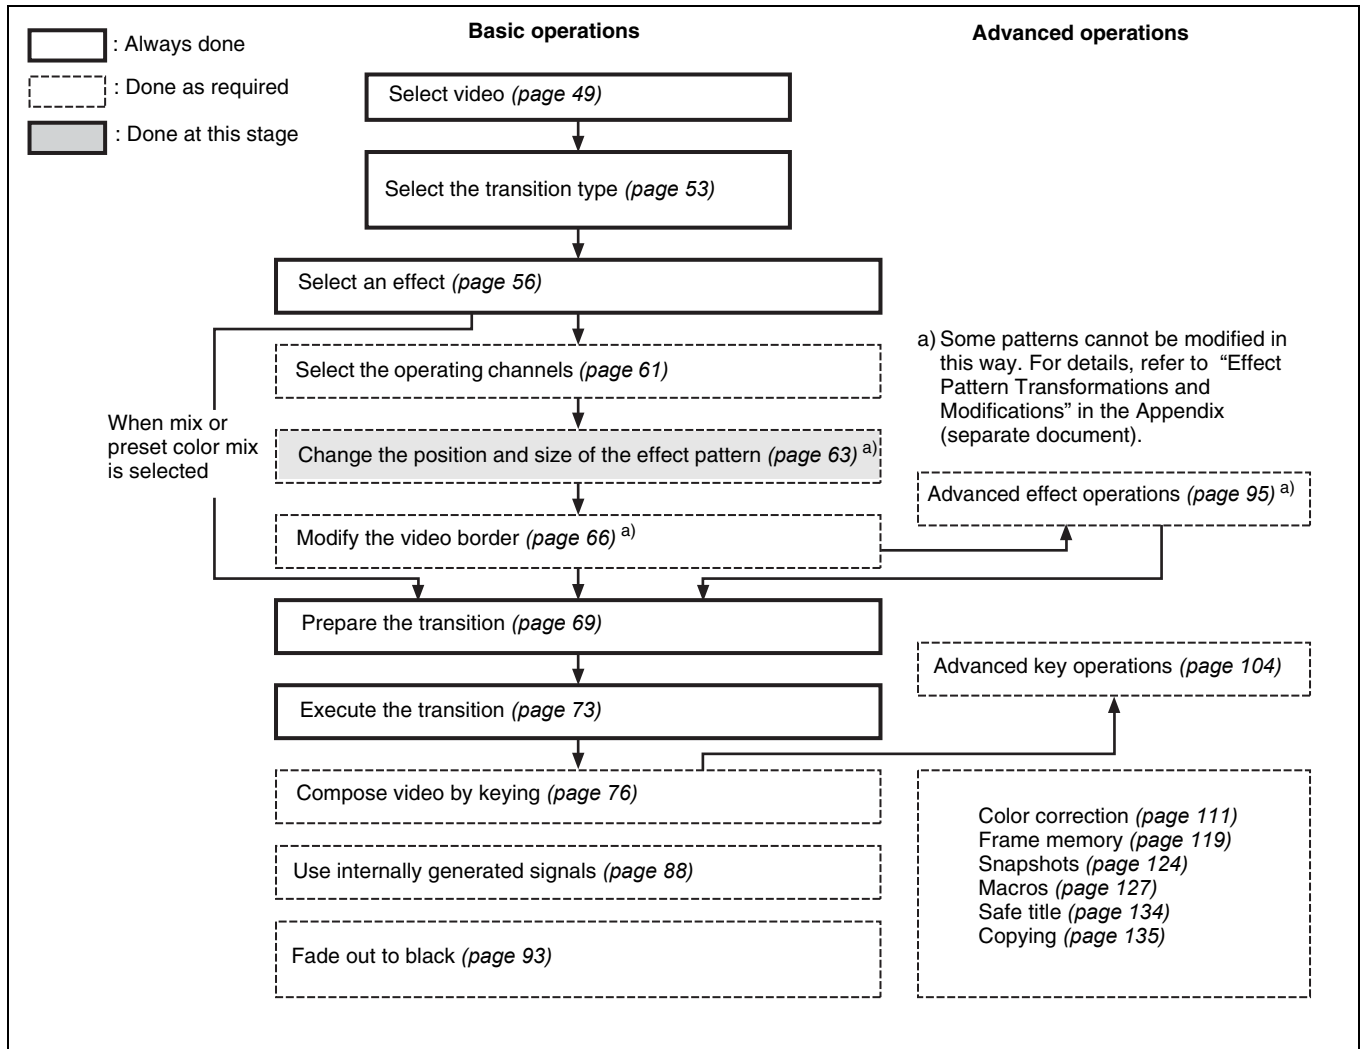 Basic operations
Advanced operations
: Always done
: Done as required
: Done at this stage
Select video (page 49)
Select the transition type (page 53)
Select an effect (page 56)
Select the operating channels (page 61)
When mix or
preset color mix
is selected
Change the position and size of the effect pattern (page 63) a)
Modify the video border (page 66) a)
a) Some patterns cannot be modified in
this way. For details, refer to “Effect
Pattern Transformations and
Modifications” in the Appendix
(separate document).
Advanced effect operations (page 95) a)
Prepare the transition (page 69)
Execute the transition (page 73)
Advanced key operations (page 104)
Compose video by keying (page 76)
Use internally generated signals (page 88)
Fade out to black (page 93)
Color correction (page 111)
Frame memory (page 119)
Snapshots (page 124)
Macros (page 127)
Safe title (page 134)
Copying (page 135)